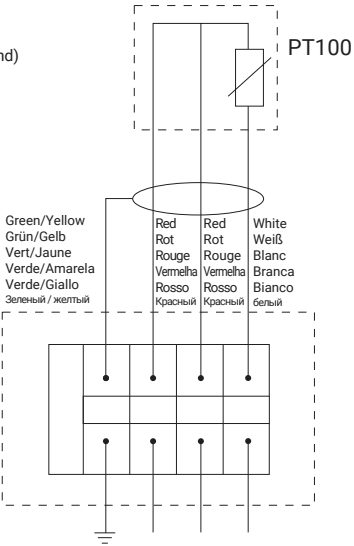 nd)
PT100
Green/Yellow
Grün/Gelb
Vert/Jaune
Verde/Amarela
Verde/Giallo
Зеленый / желтый
Red
Rot
Rouge
Vermelha
Rosso
Красный
Red
Rot
Rouge
Vermelha
Rosso
Красный
White
Weiß
Blanc
Branca
Bianco
белый